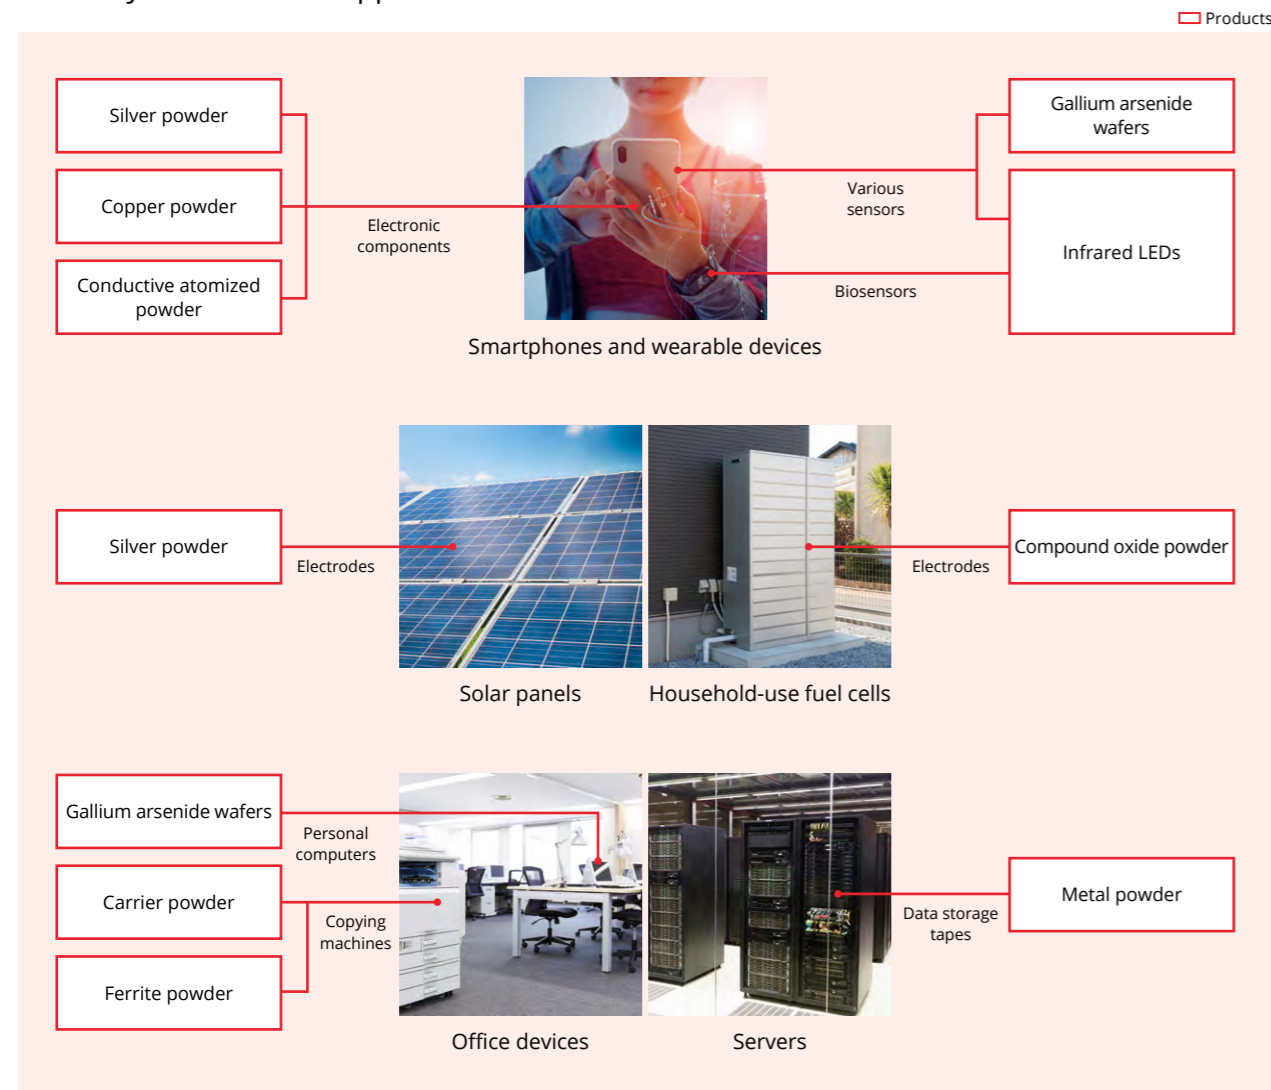 Products
Silver powder
Copper powder
Conductive atomized
powder
Electronic
components
Various
sensors
Biosensors
Gallium arsenide
wafers
Infrared LEDs
Smartphones and wearable devices
Silver powder
Electrodes
Electrodes
Compound oxide powder
Solar panels
Household-use fuel cells
Gallium arsenide wafers
Personal
computers
Carrier powder
Copying
machines
Ferrite powder
Data storage
tapes
Metal powder
Office devices
Servers